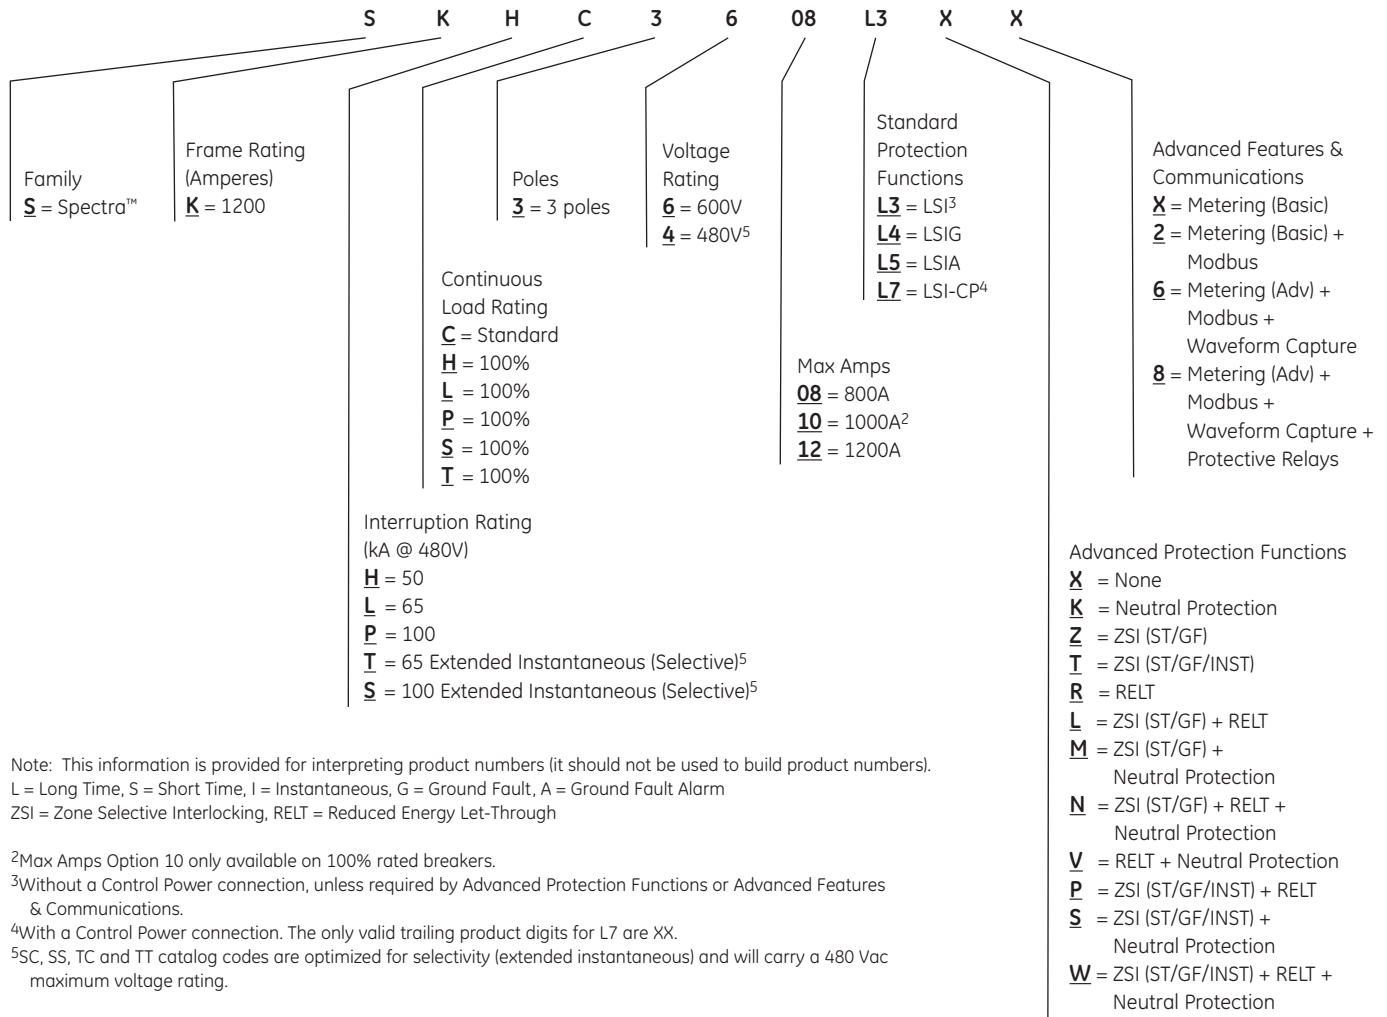 S K H C 3 6 08 L3 X X
Family
S = Spectra™
Frame Rating
(Amperes)
K = 1200
Interruption Rating
(kA @ 480V)
H = 50
L = 65
P = 100
T = 65 Extended Instantaneous (Selective)5
S = 100 Extended Instantaneous (Selective)5
Continuous
Load Rating
C = Standard
H = 100%
L = 100%
P = 100%
S = 100%
T = 100%
Poles
3 = 3 poles
Voltage
Rating
6 = 600V
4 = 480V5
Max Amps
08 = 800A
10 = 1000A2
12 = 1200A
Standard
Protection
Functions
L3 = LSI3
L4 = LSIG
L5 = LSIA
L7 = LSI-CP4
Advanced Protection Functions
X = None
K = Neutral Protection
Z = ZSI (ST/GF)
T = ZSI (ST/GF/INST)
R = RELT
L = ZSI (ST/GF) + RELT
M = ZSI (ST/GF) +
Neutral Protection
N = ZSI (ST/GF) + RELT +
Neutral Protection
V = RELT + Neutral Protection
P = ZSI (ST/GF/INST) + RELT
S = ZSI (ST/GF/INST) +
Neutral Protection
W = ZSI (ST/GF/INST) + RELT +
Neutral Protection
Advanced Features &
Communications
X = Metering (Basic)
2 = Metering (Basic) +
Modbus
6 = Metering (Adv) +
Modbus +
Waveform Capture
8 = Metering (Adv) +
Modbus +
Waveform Capture +
Protective Relays
Note: This information is provided for interpreting product numbers (it should not be used to build product numbers).
L = Long Time, S = Short Time, I = Instantaneous, G = Ground Fault, A = Ground Fault Alarm
ZSI = Zone Selective Interlocking, RELT = Reduced Energy Let-Through
2Max Amps Option 10 only available on 100% rated breakers.
3Without a Control Power connection, unless required by Advanced Protection Functions or Advanced Features
& Communications.
4With a Control Power connection. The only valid trailing product digits for L7 are XX.
5SC, SS, TC and TT catalog codes are optimized for selectivity (extended instantaneous) and will carry a 480 Vac
maximum voltage rating.